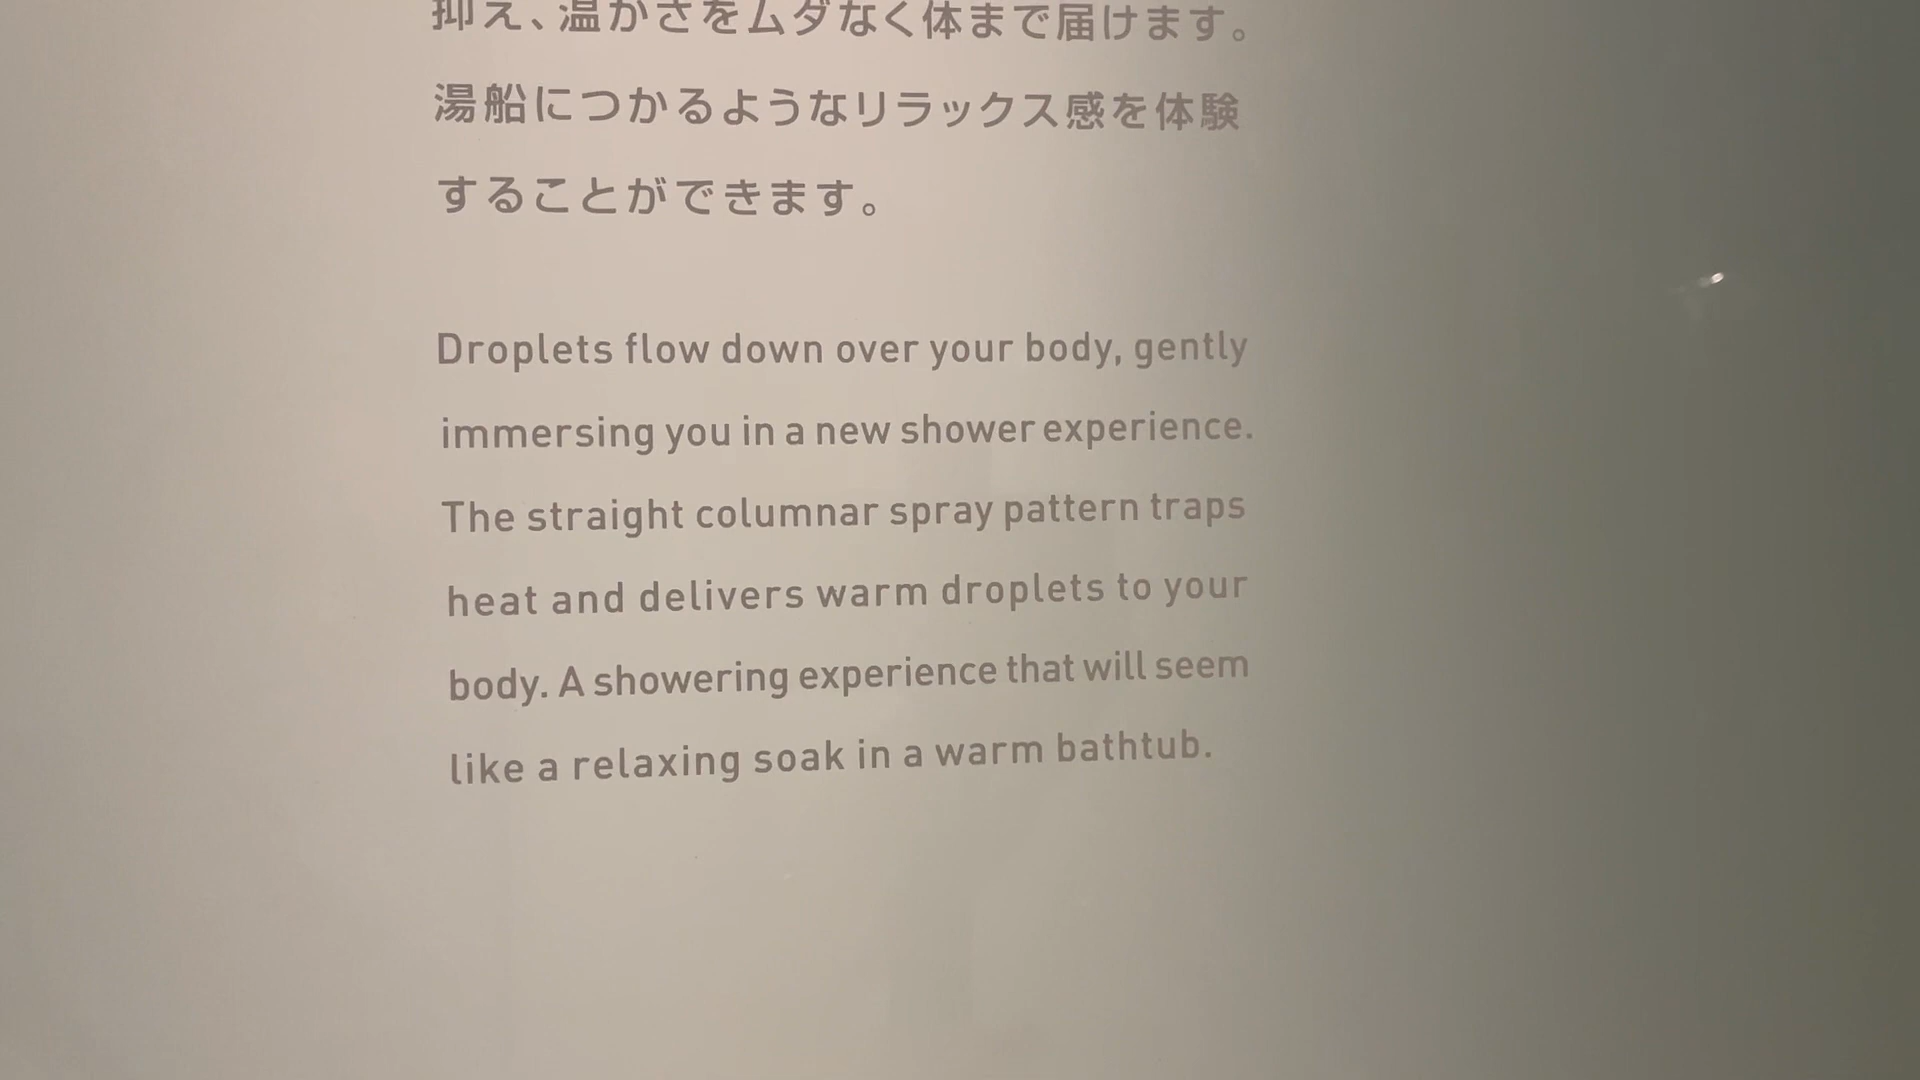 抑え、温かさをムダなく体まで届けます。
湯船につかるようなリラックス感を体験
することができます。
Droplets flow down over your body, gently
immersing you in a new shower experience.
The straight columnar spray pattern traps
heat and delivers warm droplets to your
body. A showering experience that will seem
like a relaxing soak in a warm bathtub.